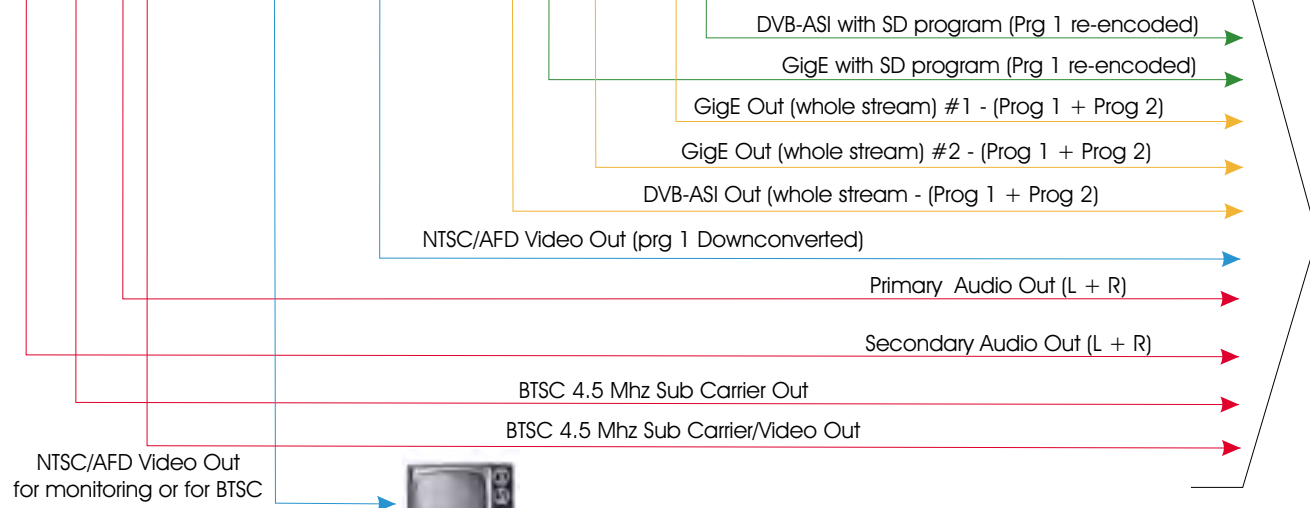 DVB-ASI with SD program (Prg 1 re-encoded)
GigE with SD program (Prg 1 re-encoded)
GigE Out (whole stream) #1 - (Prog 1 + Prog 2)
GigE Out (whole stream) #2 - (Prog 1 + Prog 2)
DVB-ASI Out (whole stream - (Prog 1 + Prog 2)
NTSC/AFD Video Out (prg 1 Downconverted)
Primary Audio Out (L + R)
Secondary Audio Out (L + R)
BTSC 4.5 Mhz Sub Carrier Out
BTSC 4.5 Mhz Sub Carrier/Video Out
NTSC/AFD Video Out
for monitoring or for BTSC